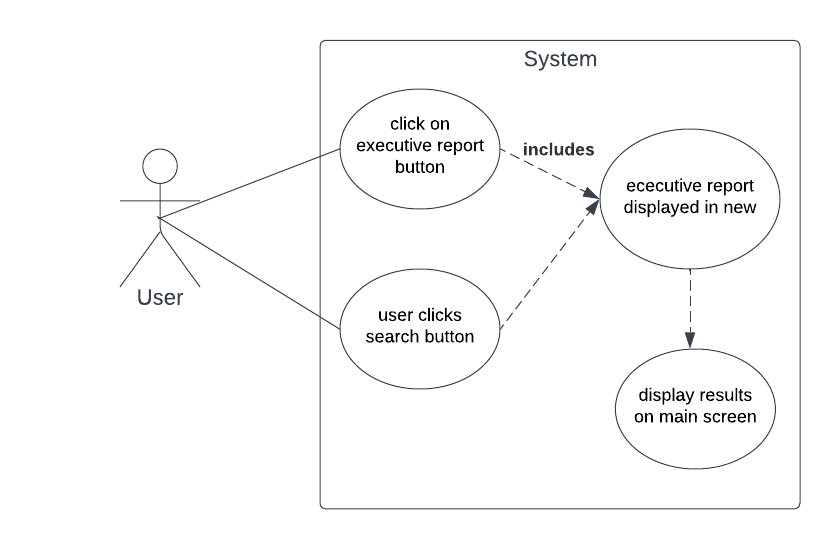 System
click on
executive report
button
includes
ececutive report
displayed in new
User
user clicks
search button
display results
on main screen